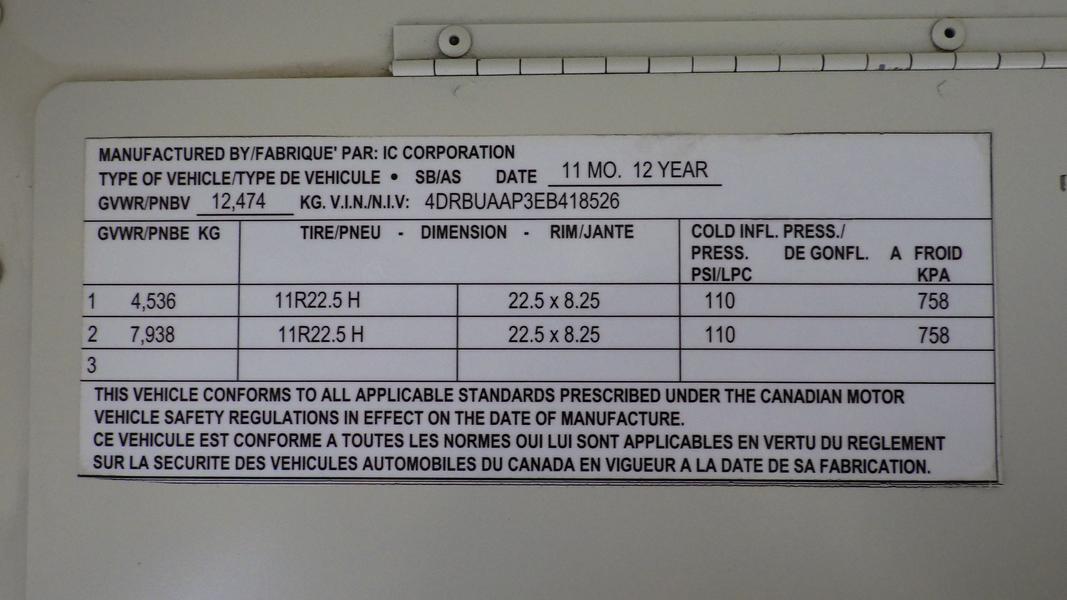 MANUFACTURED BY/FABRIQUE' PAR: IC CORPORATION
TYPE OF VEHICLE/TYPE DE VEHICULE • SB/AS DATE 11 MO. 12 YEAR
GVWR/PNBV 12,474 KG. V.I.N./N.I.V: 4DRBUAAP3EB418526
GVWR/PNBE KG TIRE/PNEU - DIMENSION - RIM/JANTE COLD INFL. PRESS./
PRESS. DE GONFL. A FROID
PSI/LPC KPA
1 4,536 11R22.5 H 22.5 x 8.25 110 758
2 7,938 11R22.5 H 22.5 x 8.25 110 758
3
THIS VEHICLE CONFORMS TO ALL APPLICABLE STANDARDS PRESCRIBED UNDER THE CANADIAN MOTOR
VEHICLE SAFETY REGULATIONS IN EFFECT ON THE DATE OF MANUFACTURE.
CE VEHICULE EST CONFORME A TOUTES LES NORMES OUI LUI SONT APPLICABLES EN VERTU DU REGLEMENT
SUR LA SECURITE DES VEHICULES AUTOMOBILES DU CANADA EN VIGUEUR A LA DATE DE SA FABRICATION.